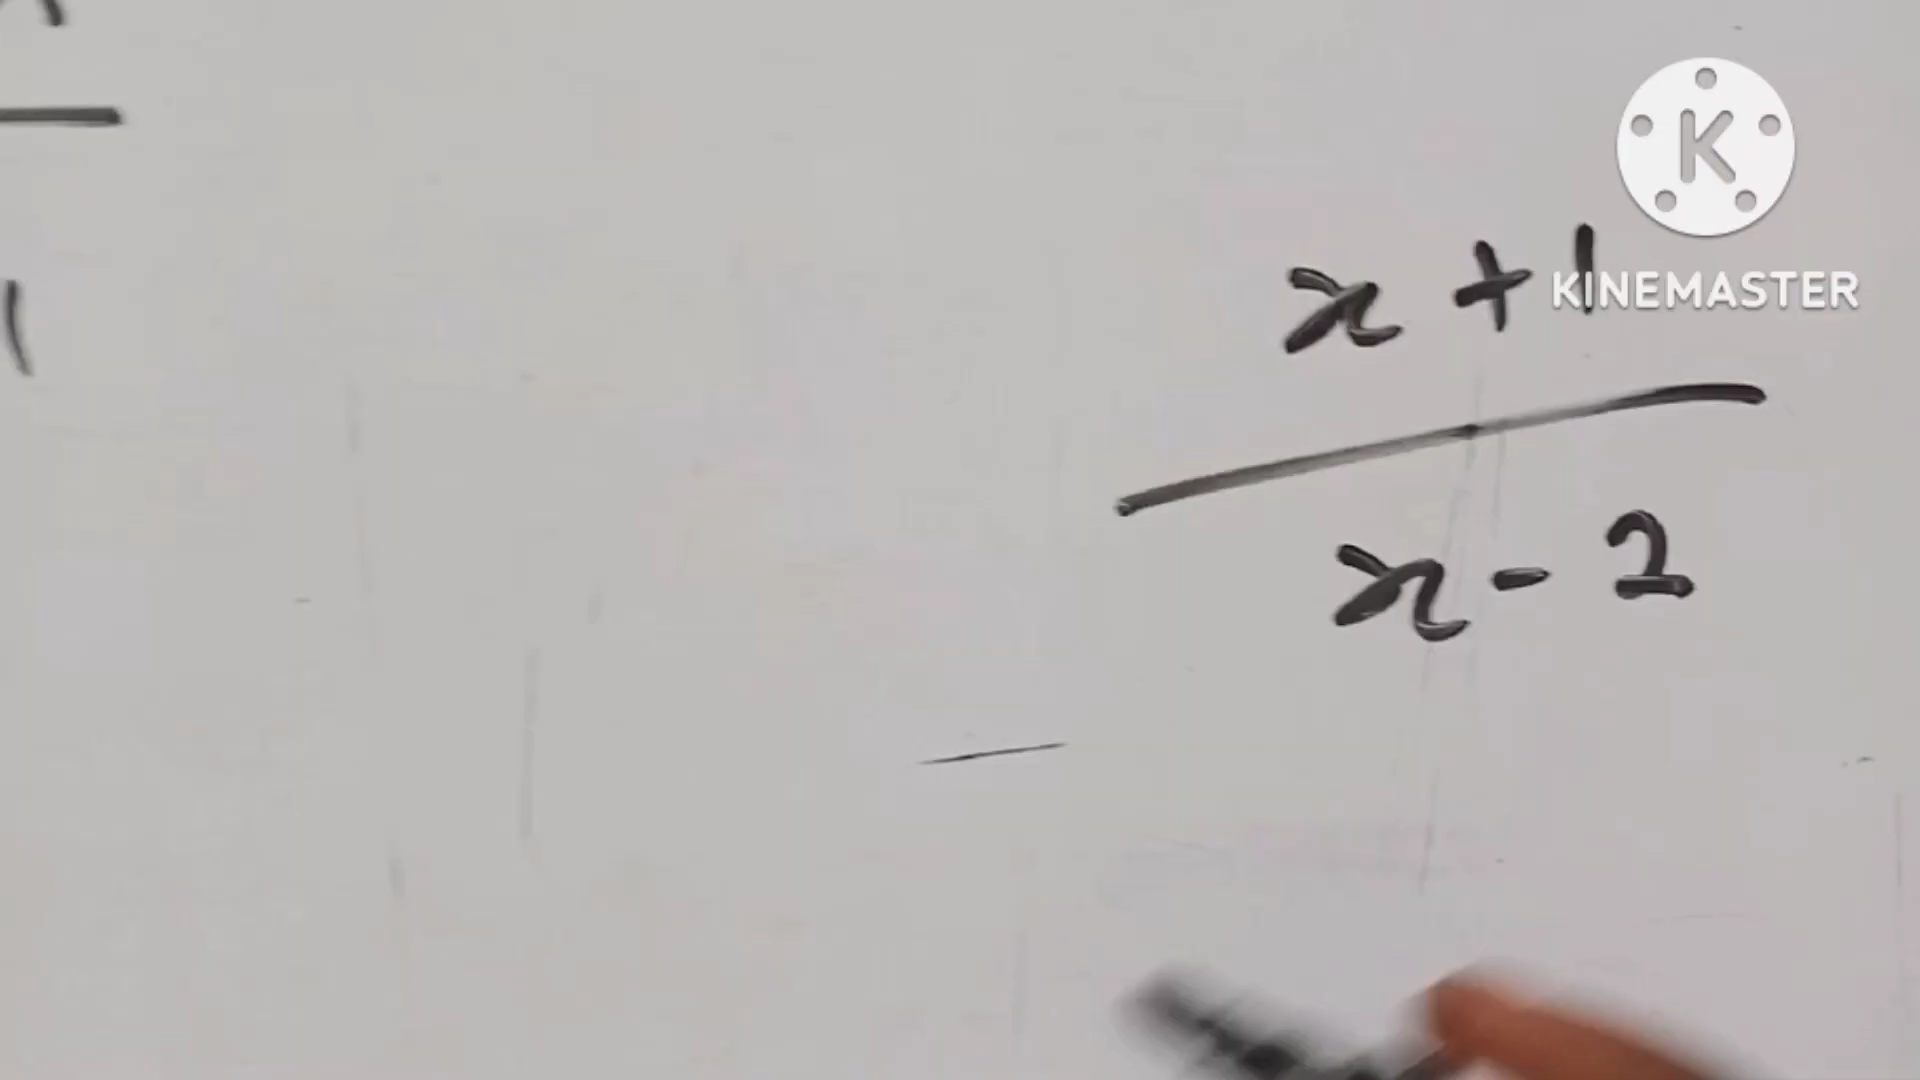 x + 1
x - 2
K
KINEMASTER